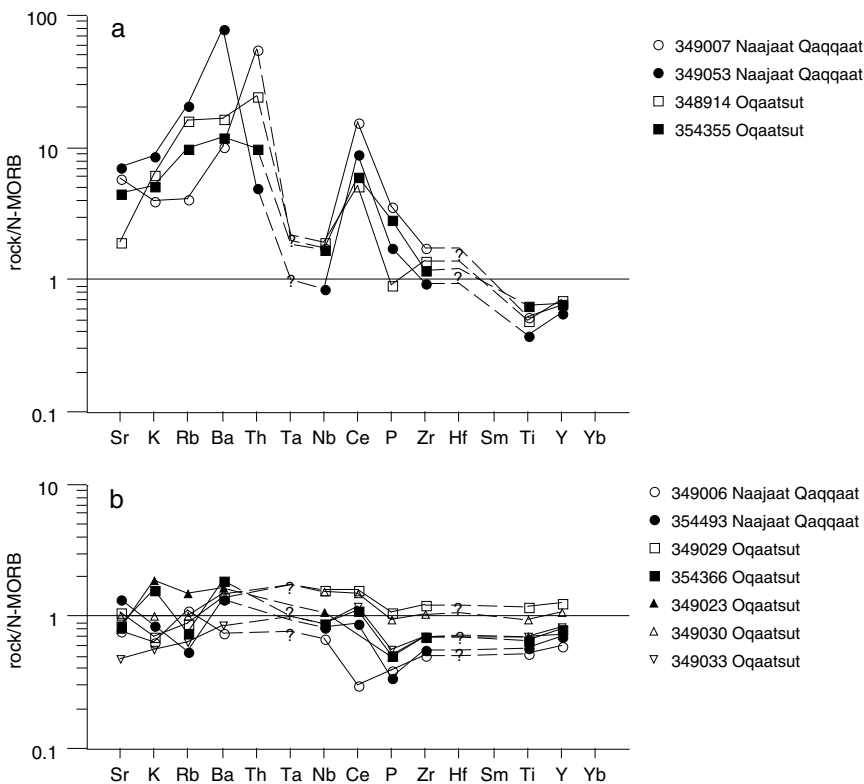 a
100
10
1
0.1
rock/N-MORB
? ? ? ?
Sr K Rb Ba Th Ta Nb Ce P Zr Hf Sm Ti Y Yb
349007 Naajaat Qaqqaat
349053 Naajaat Qaqqaat
348914 Oqaatsut
354355 Oqaatsut
b
10
1
0.1
rock/N-MORB
? ? ? ? ? ?
Sr K Rb Ba Th Ta Nb Ce P Zr Hf Sm Ti Y Yb
349006 Naajaat Qaqqaat
354493 Naajaat Qaqqaat
349029 Oqaatsut
354366 Oqaatsut
349023 Oqaatsut
349030 Oqaatsut
349033 Oqaatsut